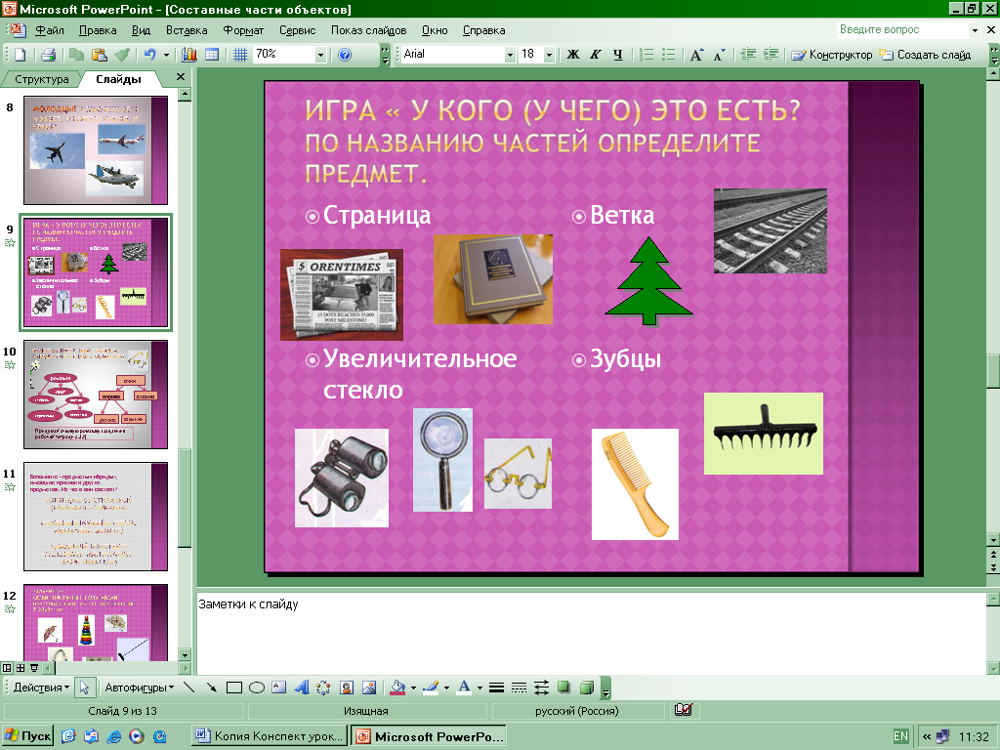 Microsoft PowerPoint - [Составные части объектов]
Файл Правка Вид Вставка Формат Сервис Показ слайдов Окно Справка
Введите вопрос
70%
Arial
18
Ж К Ч
Конструктор
Создать слайд
Структура
Слайды
8
9
10
11
12
ИГРА « У КОГО (У ЧЕГО) ЭТО ЕСТЬ?
ПО НАЗВАНИЮ ЧАСТЕЙ ОПРЕДЕЛИТЕ
ПРЕДМЕТ.
Страница
Ветка
ORENTIMES
Увеличительное
стекло
Зубцы
Заметки к слайду
Действия
Автофигуры
Слайд 9 из 13
Изящная
русский (Россия)
Пуск
Копия Конспект урок...
Microsoft PowerPo...
EN
11:32